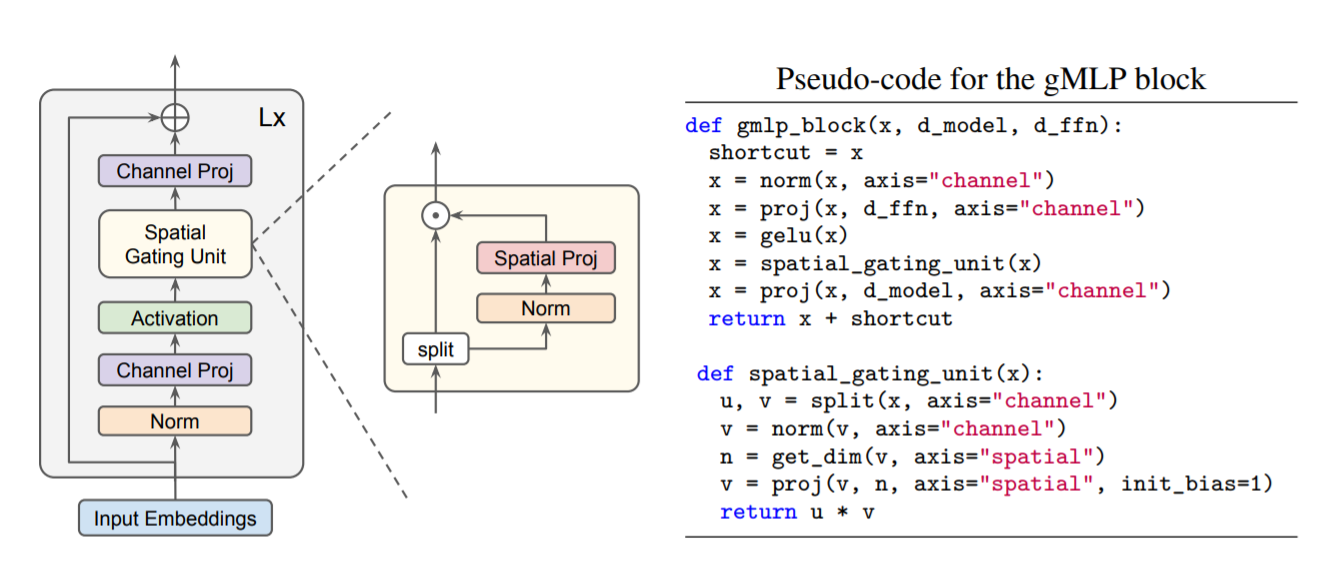 Lx
Channel Proj
Spatial
Gating Unit
Activation
Channel Proj
Norm
Input Embeddings
Spatial Proj
Norm
split
Pseudo-code for the gMLP block
def gmlp_block(x, d_model, d_ffn):
  shortcut = x
  x = norm(x, axis="channel")
  x = proj(x, d_ffn, axis="channel")
  x = gelu(x)
  x = spatial_gating_unit(x)
  x = proj(x, d_model, axis="channel")
  return x + shortcut
def spatial_gating_unit(x):
  u, v = split(x, axis="channel")
  v = norm(v, axis="channel")
  n = get_dim(v, axis="spatial")
  v = proj(v, n, axis="spatial", init_bias=1)
  return u * v